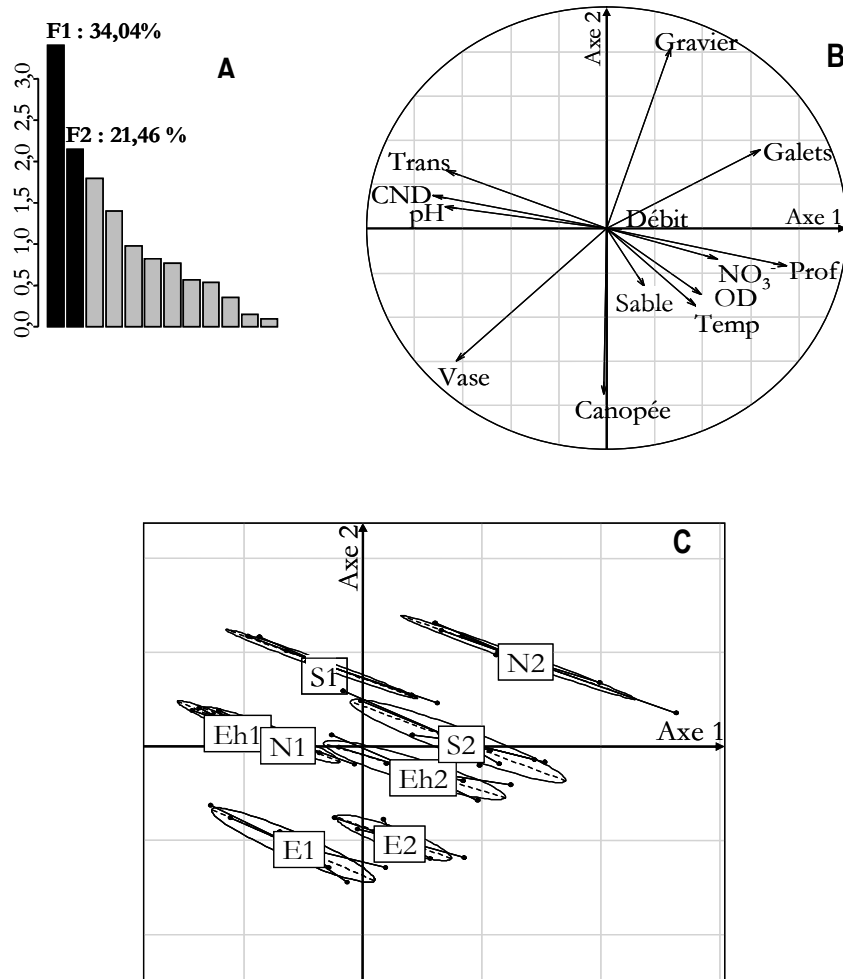 F1 : 34,04%
A
F2 : 21,46 %
3,0
2,5
2,0
1,5
1,0
0,5
0,0
Axe 2
B
Gravier
Galets
Trans
CND
pH
Débit
Axe 1
NO₃⁻
Prof
OD
Sable
Temp
Vase
Canopée
Axe 2
C
N2
S1
Axe 1
Eh1
N1
S2
Eh2
E1
E2